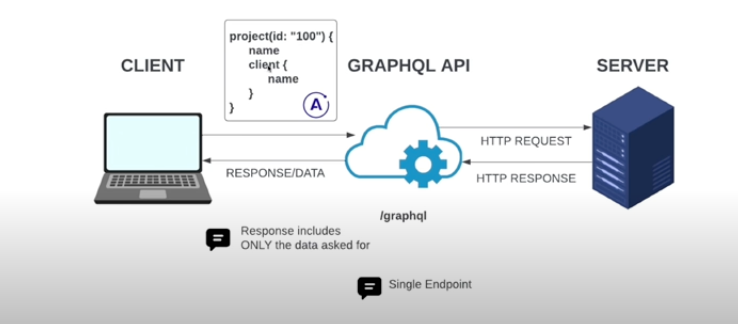 project(id: "100") {
name
client {
name
}
}
A
CLIENT
GRAPHQL API
SERVER
HTTP REQUEST
RESPONSE/DATA
HTTP RESPONSE
/graphql
Response includes
ONLY the data asked for
Single Endpoint